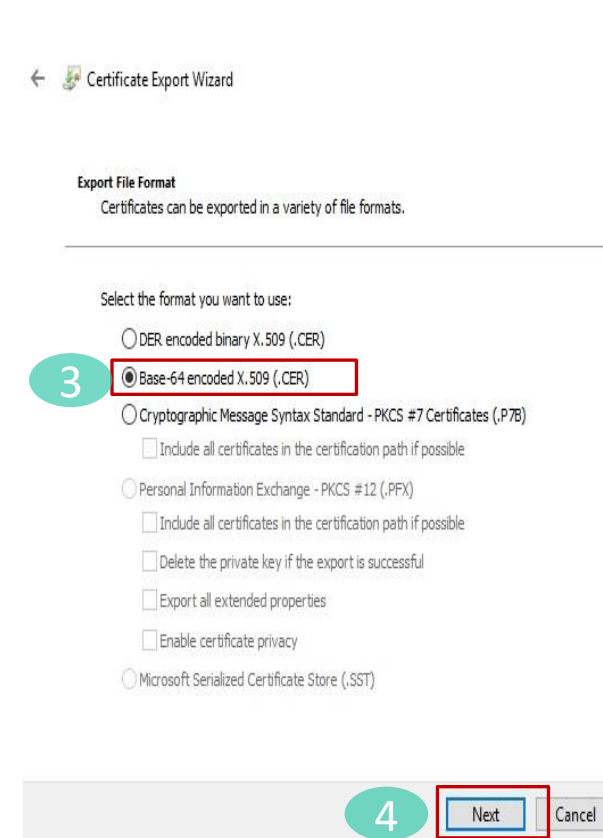 Certificate Export Wizard
Export File Format
Certificates can be exported in a variety of file formats.
Select the format you want to use:
DER encoded binary X.509 (.CER)
3 Base-64 encoded X.509 (.CER)
Cryptographic Message Syntax Standard - PKCS #7 Certificates (.P7B)
Include all certificates in the certification path if possible
Personal Information Exchange - PKCS #12 (.PFX)
Include all certificates in the certification path if possible
Delete the private key if the export is successful
Export all extended properties
Enable certificate privacy
Microsoft Serialized Certificate Store (.SST)
4 Next Cancel